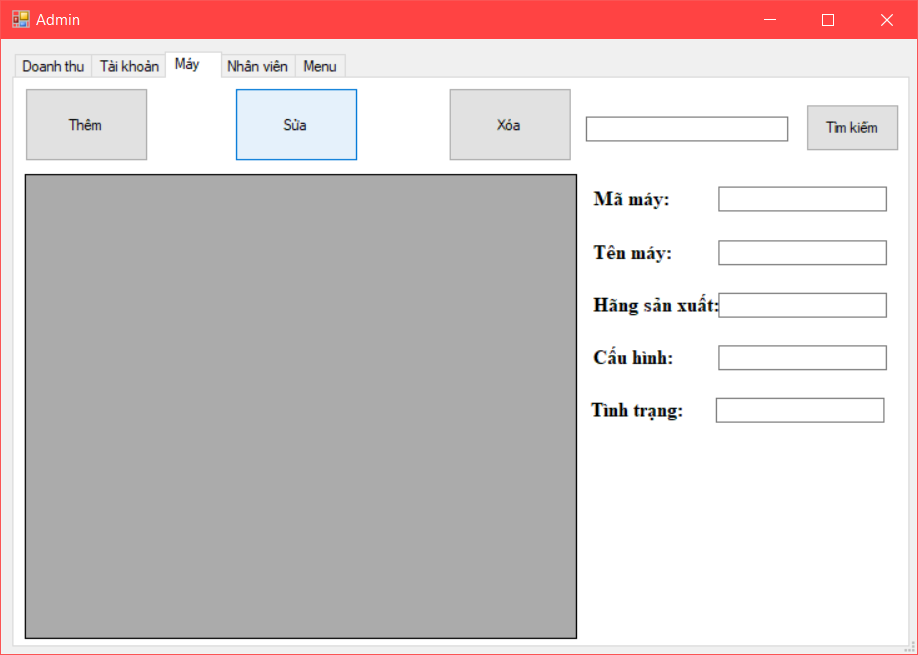 Admin
Doanh thu Tài khoản Máy Nhân viên Menu
Thêm Sửa Xóa Tìm kiếm
Mã máy:
Tên máy:
Hãng sản xuất:
Cấu hình:
Tình trạng: